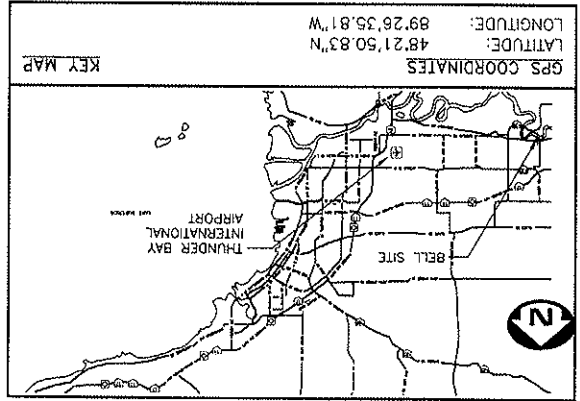 N
BELL SITE
THUNDER BAY
INTERNATIONAL
AIRPORT
GPS COORDINATES
KEY MAP
LATITUDE: 48°21'50.83"N
LONGITUDE: 89°26'35.81"W